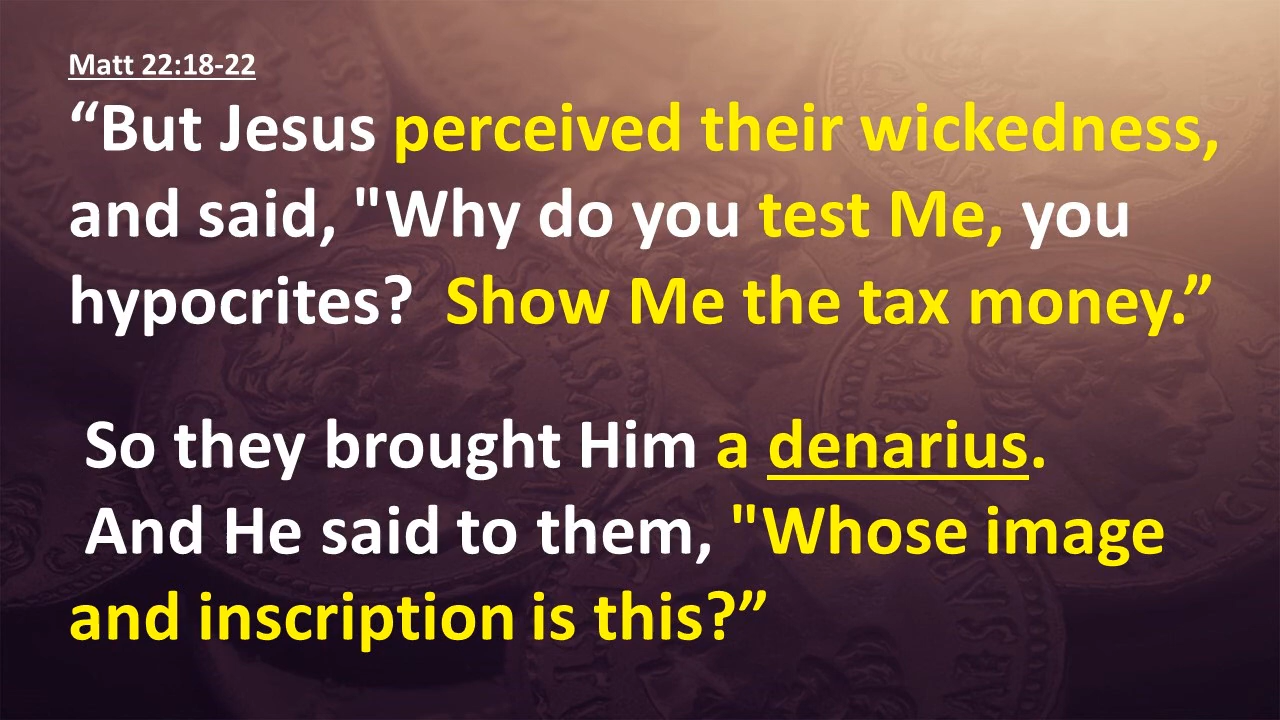 Matt 22:18-22
“But Jesus perceived their wickedness,
and said, "Why do you test Me, you
hypocrites?  Show Me the tax money.”
So they brought Him a denarius.
And He said to them, "Whose image
and inscription is this?”